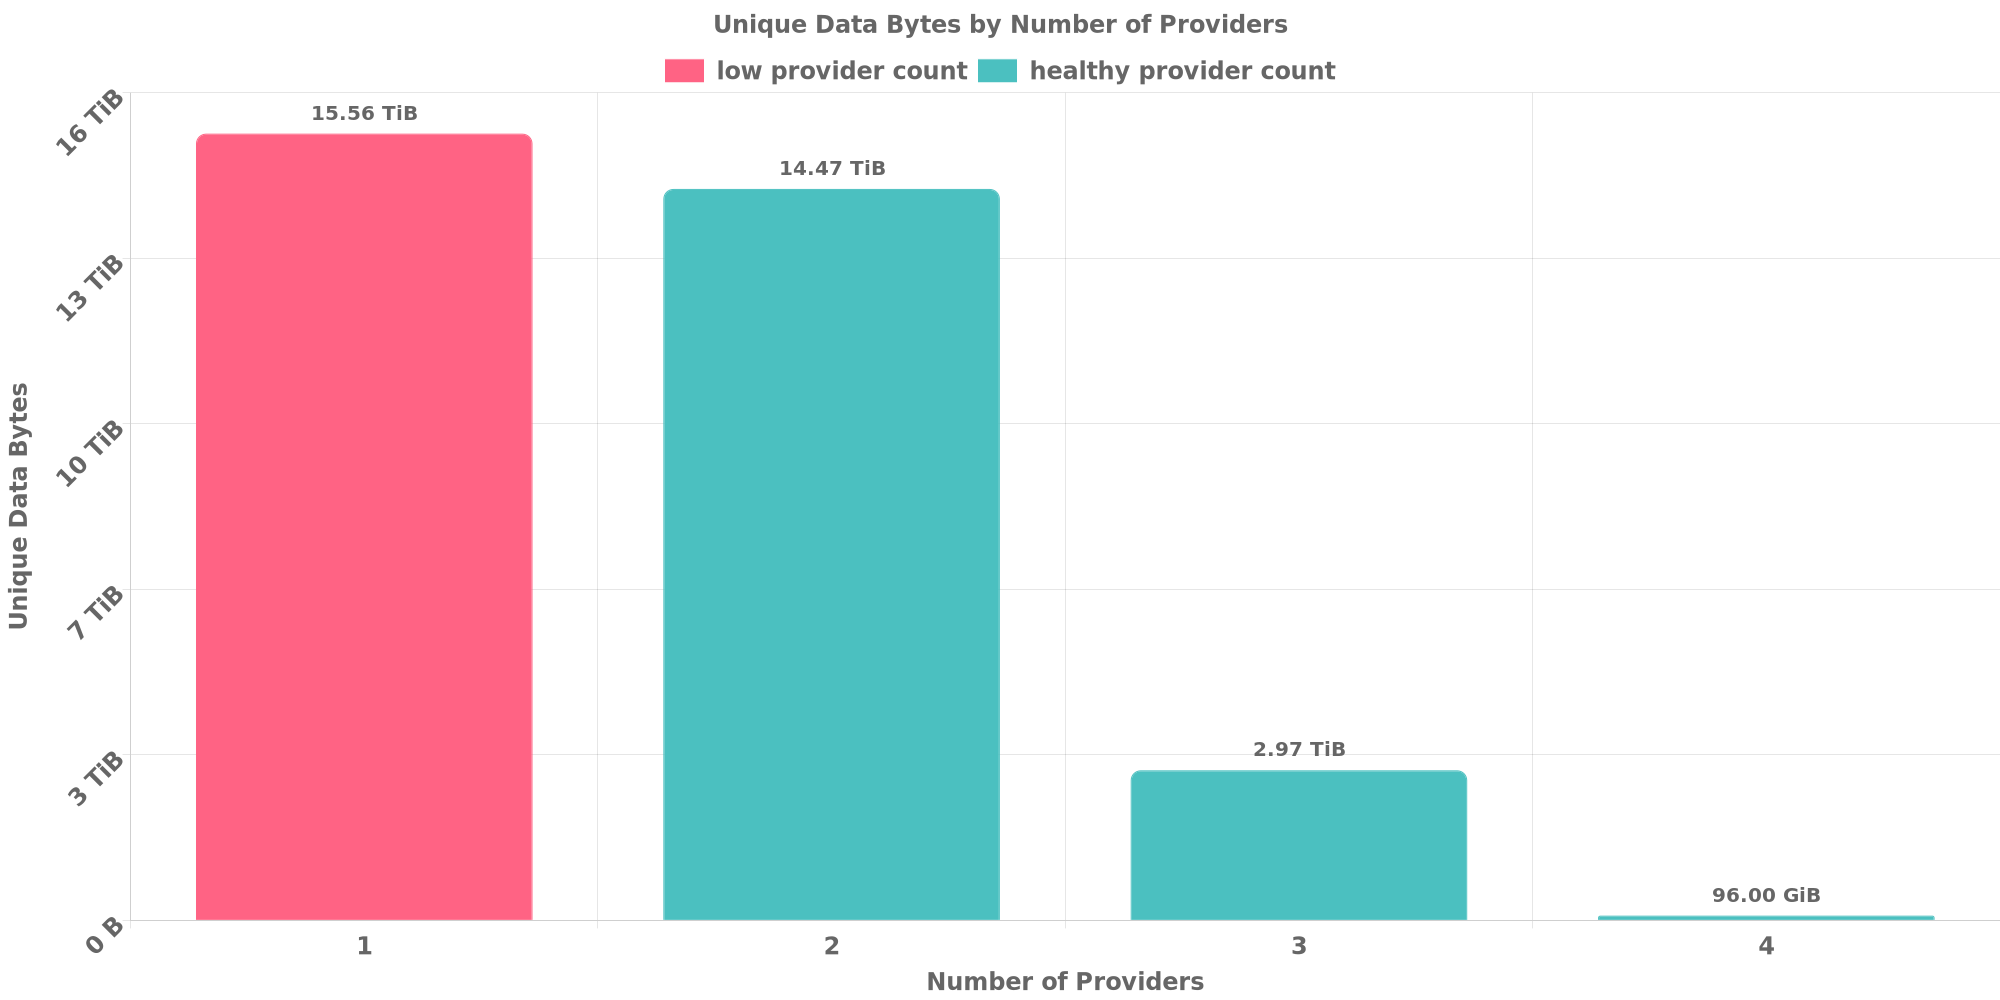 Unique Data Bytes by Number of Providers
low provider count healthy provider count
16 TiB
13 TiB
10 TiB
7 TiB
3 TiB
0 B
Unique Data Bytes
15.56 TiB
14.47 TiB
2.97 TiB
96.00 GiB
1 2 3 4
Number of Providers